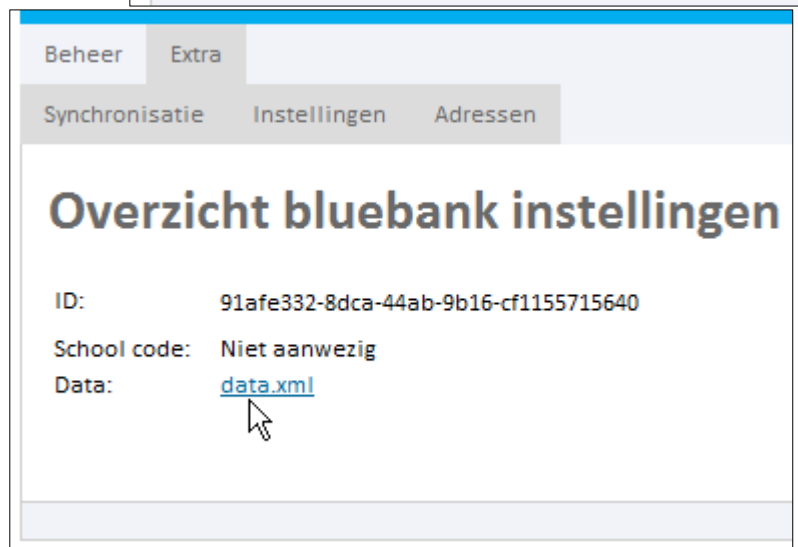 Beheer Extra
Synchronisatie Instellingen Adressen
Overzicht bluebank instellingen
ID: 91afe332-8dca-44ab-9b16-cf1155715640
School code: Niet aanwezig
Data: data.xml